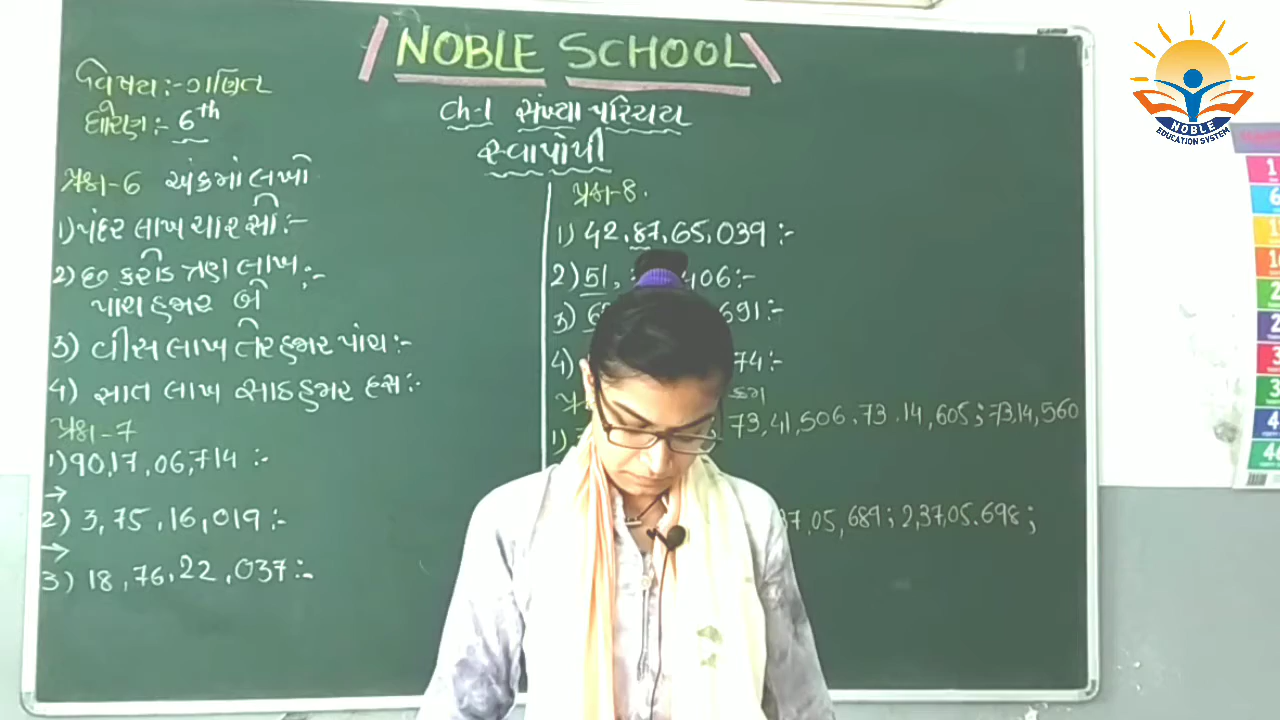 NOBLE SCHOOL
વિષય:- ગણિત
ધોરણ:- 6th
Ch-1 સંખ્યા પરિચય
સ્વાપોથી
પ્રશ્ન-6 અંકમાં લખો
1) પંદર લાખ ચારસો:-
2) છ કરોડ ત્રણ લાખ :-
પાંચ હજાર બે
3) વીસ લાખ તેર હજાર પાંચ:-
4) સાત લાખ સાઠ હજાર દસ:-
પ્રશ્ન-7
1) 90,17,06,714 :-
2) 3,75,16,019 :-
3) 18,76,22,037:-
પ્રશ્ન-8.
1) 42,87,65,039 :-
2) 51, 406:-
3) 691:-
4) 74:-
1) 73,41,506, 73.14,605; 73,14,560
37,05,689; 2,37,05.698;
NOBLE
EDUCATION SYSTEM